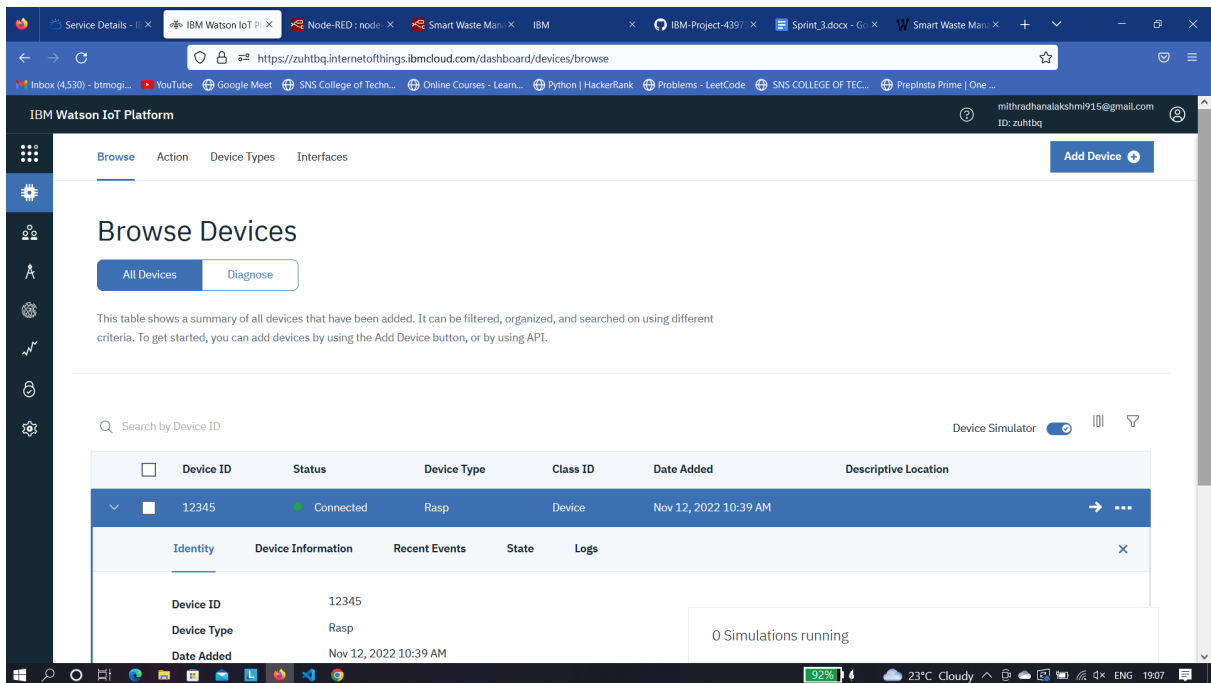 Service Details - I
IBM Watson IoT Pl
Node-RED : node-
Smart Waste Mana
IBM
IBM-Project-4397
Sprint_3.docx - Go
Smart Waste Mana
https://zuhtbq.internetofthings.ibmcloud.com/dashboard/devices/browse
Inbox (4,530) - btmogi... YouTube Google Meet SNS College of Techn... Online Courses - Learn... Python | HackerRank Problems - LeetCode SNS COLLEGE OF TEC... PrepInsta Prime | One ...
IBM Watson IoT Platform
mithradhanalakshmi915@gmail.com
ID: zuhtbq
Browse Action Device Types Interfaces
Add Device
Browse Devices
All Devices Diagnose
This table shows a summary of all devices that have been added. It can be filtered, organized, and searched on using different
criteria. To get started, you can add devices by using the Add Device button, or by using API.
Search by Device ID
Device Simulator
Device ID Status Device Type Class ID Date Added Descriptive Location
12345 Connected Rasp Device Nov 12, 2022 10:39 AM
Identity Device Information Recent Events State Logs
Device ID 12345
Device Type Rasp
Date Added Nov 12, 2022 10:39 AM
0 Simulations running
92% 23°C Cloudy ENG 19:07